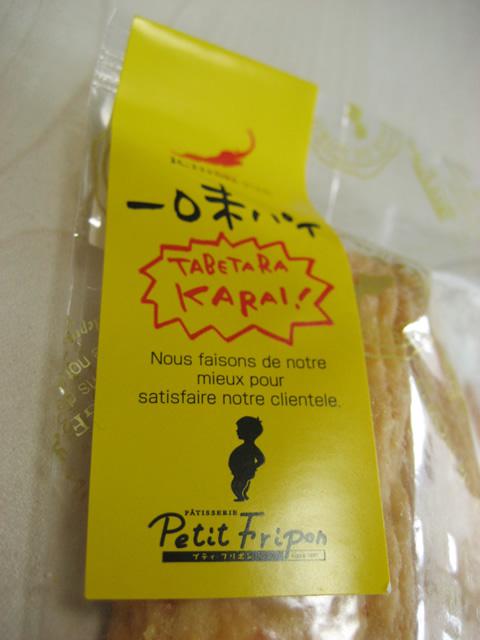 一口味パイ
TABETARA
KARAI!
Nous faisons de notre
mieux pour
satisfaire notre clientele.
PÂTISSERIE
Petit Fripon
プティ・フリポン